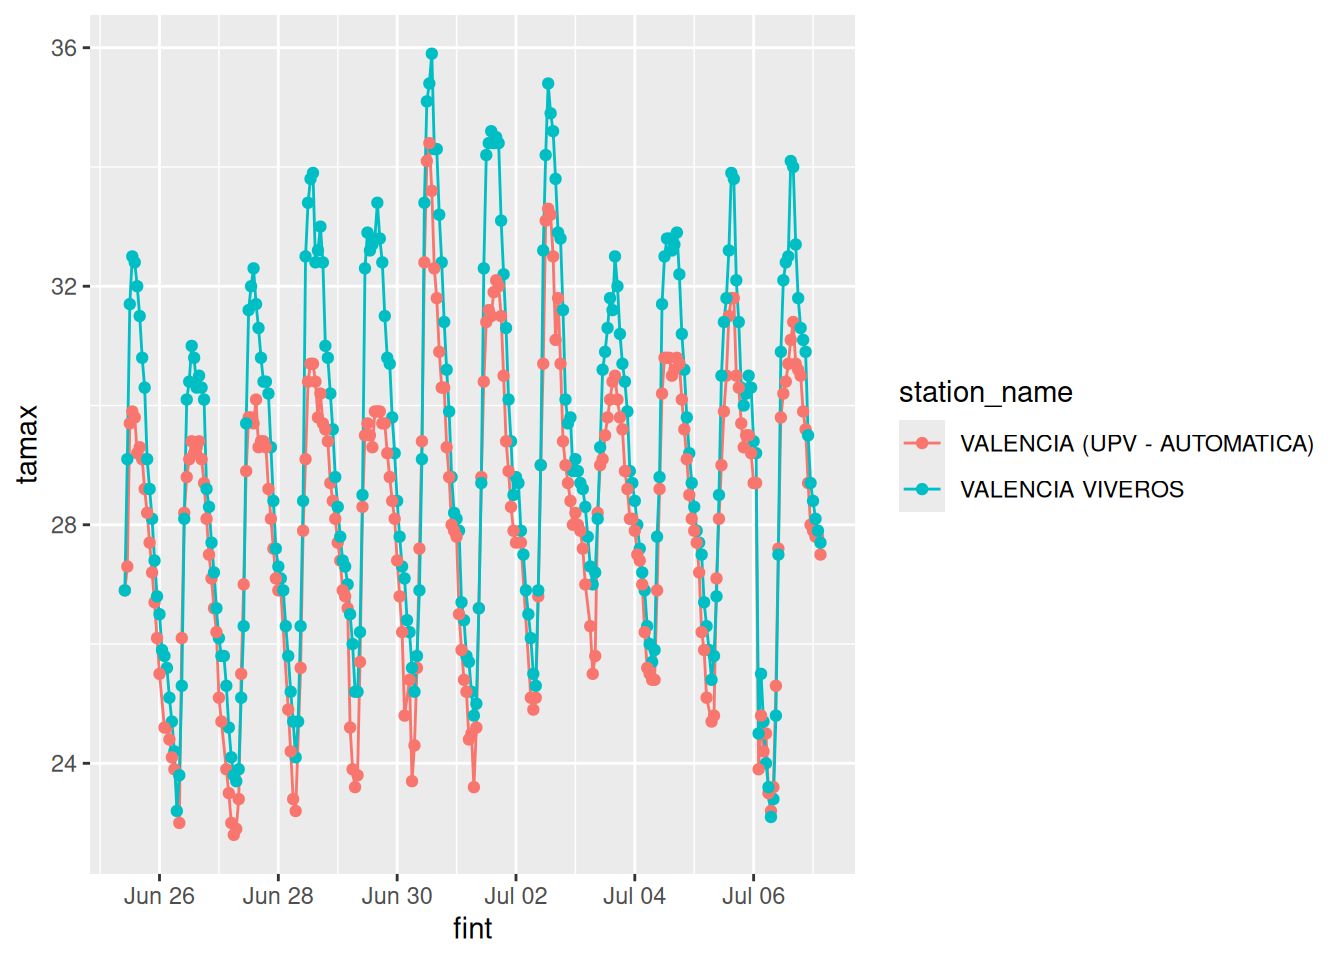 tamax
36
32
28
24
Jun 26
Jun 28
Jun 30
Jul 02
Jul 04
Jul 06
fint
station_name
VALENCIA (UPV - AUTOMATICA)
VALENCIA VIVEROS